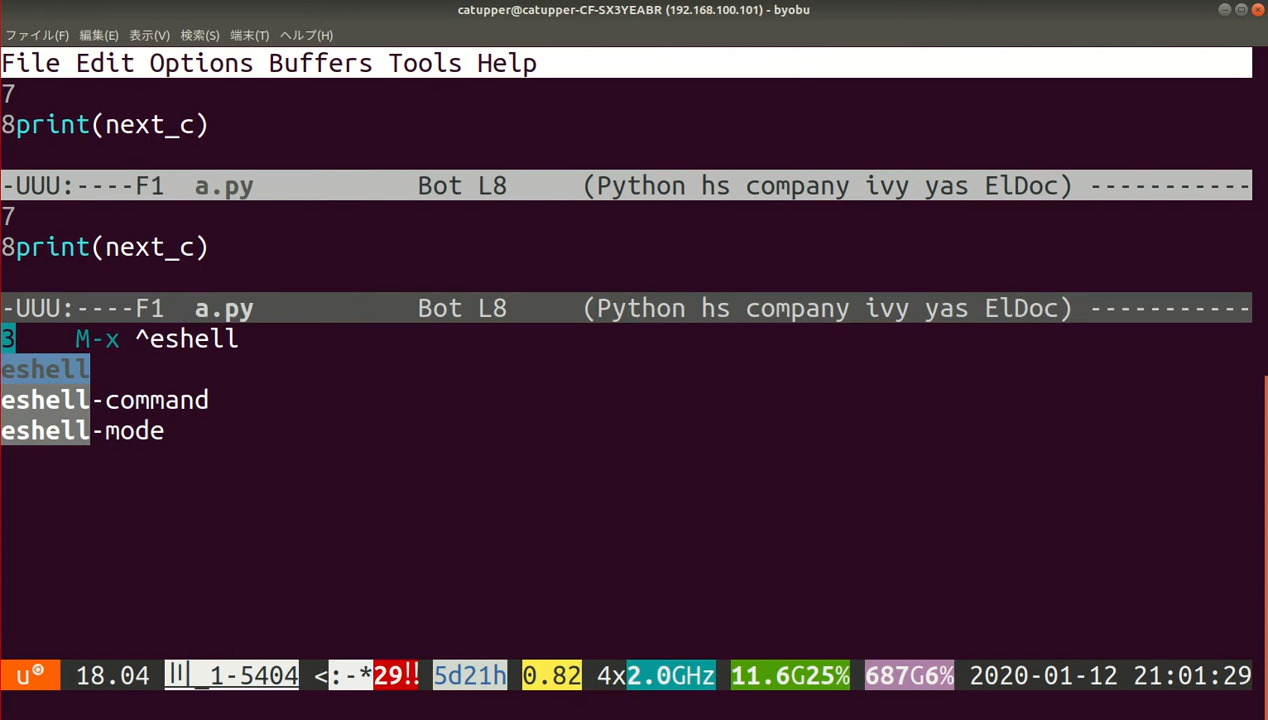 catupper@catupper-CF-SX3YEABR (192.168.100.101) - byobu
ファイル(F) 編集(E) 表示(V) 検索(S) 端末(T) ヘルプ(H)
File Edit Options Buffers Tools Help
7
8print(next_c)
-UUU:----F1 a.py Bot L8 (Python hs company ivy yas ElDoc) -----------
7
8print(next_c)
-UUU:----F1 a.py Bot L8 (Python hs company ivy yas ElDoc) -----------
3 M-x ^eshell
eshell
eshell-command
eshell-mode
u 18.04 川_1-5404 <:-*29!! 5d21h 0.82 4x2.0GHz 11.6G25% 687G6% 2020-01-12 21:01:29